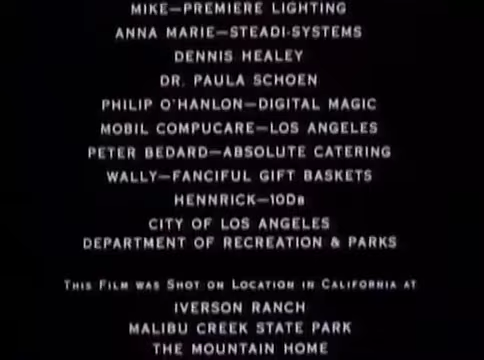 MIKE—PREMIERE LIGHTING
ANNA MARIE—STEADI-SYSTEMS
DENNIS HEALEY
DR. PAULA SCHOEN
PHILIP O'HANLON—DIGITAL MAGIC
MOBIL COMPUCARE—LOS ANGELES
PETER BEDARD—ABSOLUTE CATERING
WALLY—FANCIFUL GIFT BASKETS
HENNRICK—10DB
CITY OF LOS ANGELES
DEPARTMENT OF RECREATION & PARKS
THIS FILM WAS SHOT ON LOCATION IN CALIFORNIA AT
IVERSON RANCH
MALIBU CREEK STATE PARK
THE MOUNTAIN HOME